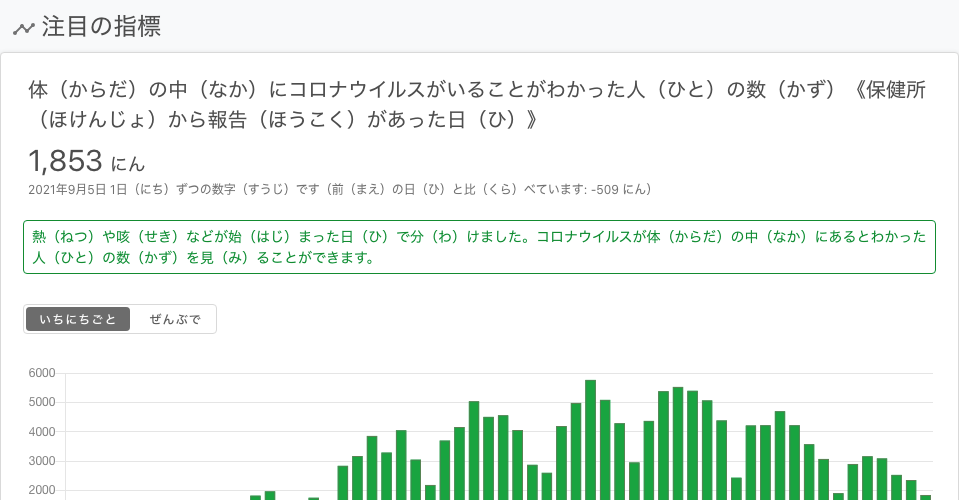 注目の指標
体（からだ）の中（なか）にコロナウイルスがいることがわかった人（ひと）の数（かず）《保健所
（ほけんじょ）から報告（ほうこく）があった日（ひ）》
1,853 にん
2021年9月5日 1日（にち）ずつの数字（すうじ）です（前（まえ）の日（ひ）と比（くら）べています: -509 にん）
熱（ねつ）や咳（せき）などが始（はじ）まった日（ひ）で分（わ）けました。コロナウイルスが体（からだ）の中（なか）にあるとわかった
人（ひと）の数（かず）を見（み）ることができます。
いちにちごと ぜんぶで
6000
5000
4000
3000
2000